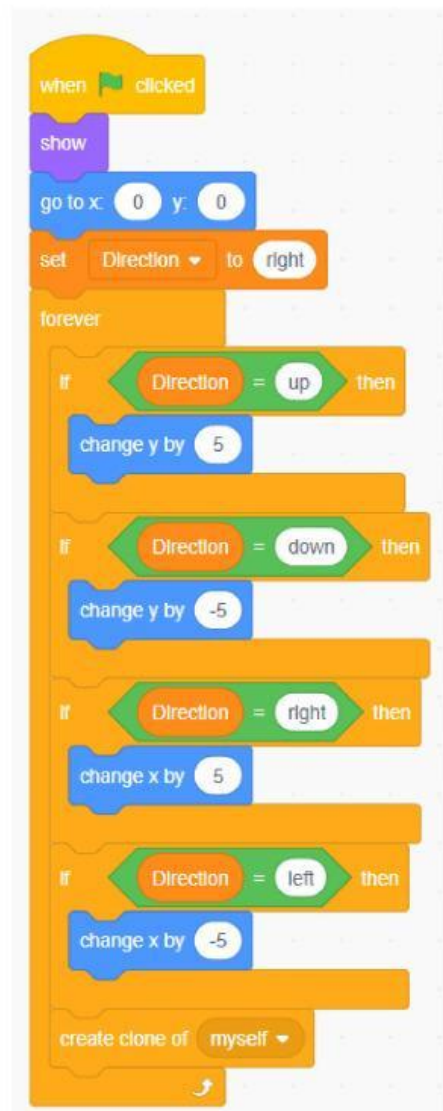 when clicked
show
go to x: 0 y: 0
set Direction to right
forever
If Direction = up then
change y by 5
If Direction = down then
change y by -5
If Direction = right then
change x by 5
If Direction = left then
change x by -5
create clone of myself